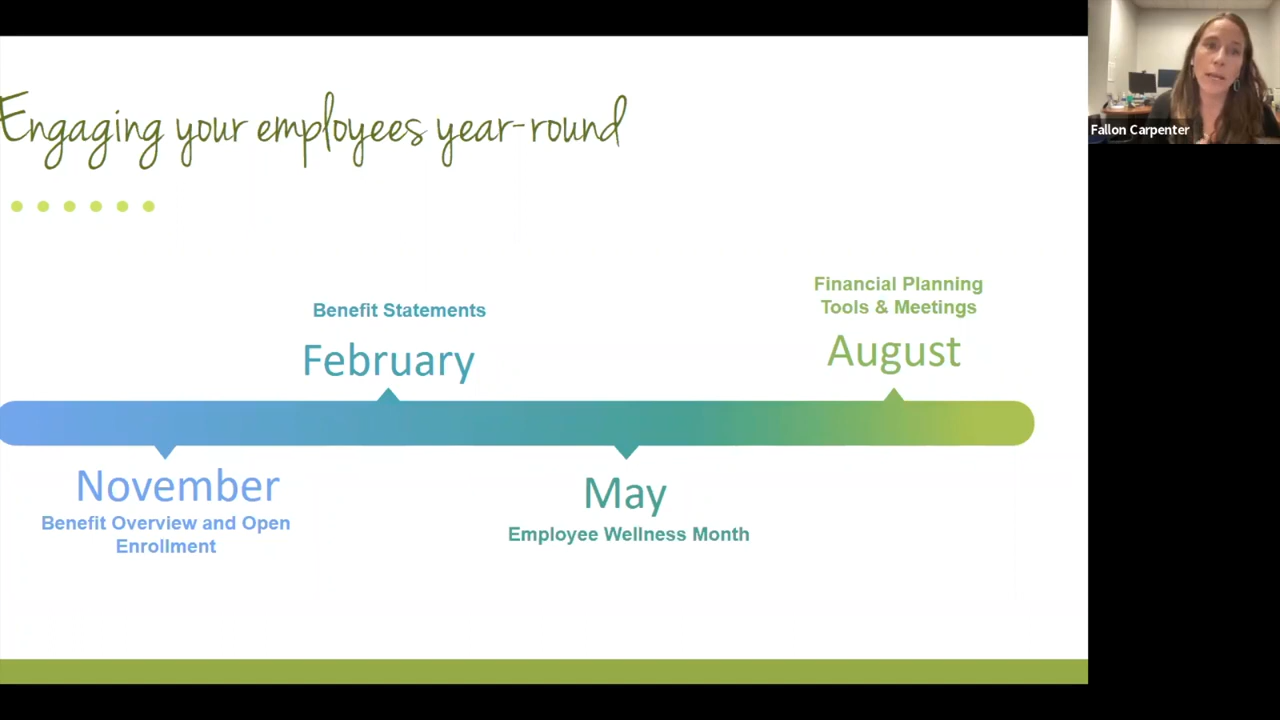 Engaging your employees year-round
Fallon Carpenter
Benefit Statements
February
Financial Planning
Tools & Meetings
August
November
Benefit Overview and Open
Enrollment
May
Employee Wellness Month